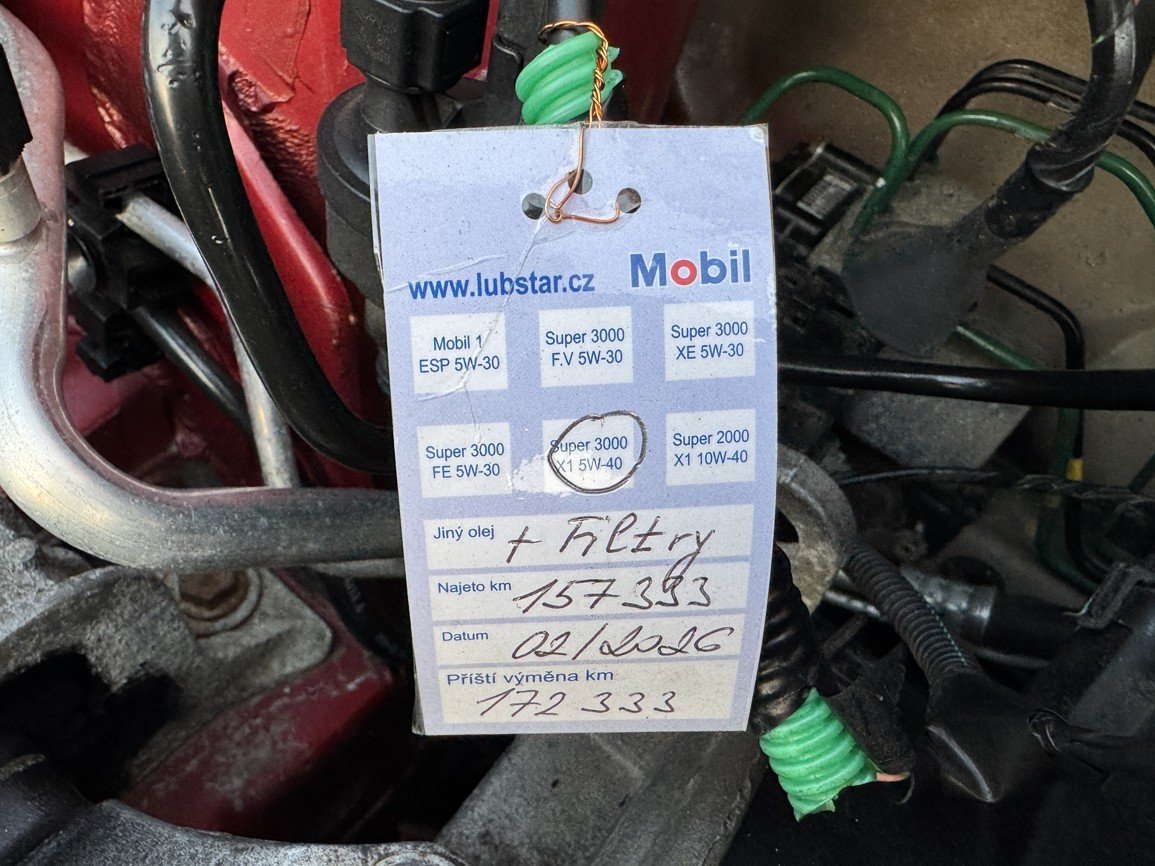 www.lubstar.cz Mobil
Mobil 1
ESP 5W-30
Super 3000
F.V 5W-30
Super 3000
XE 5W-30
Super 3000
FE 5W-30
Super 3000
X1 5W-40
Super 2000
X1 10W-40
Jiný olej + Filtry
Najeto km 157 333
Datum 02/2026
Příští výměna km
172 333